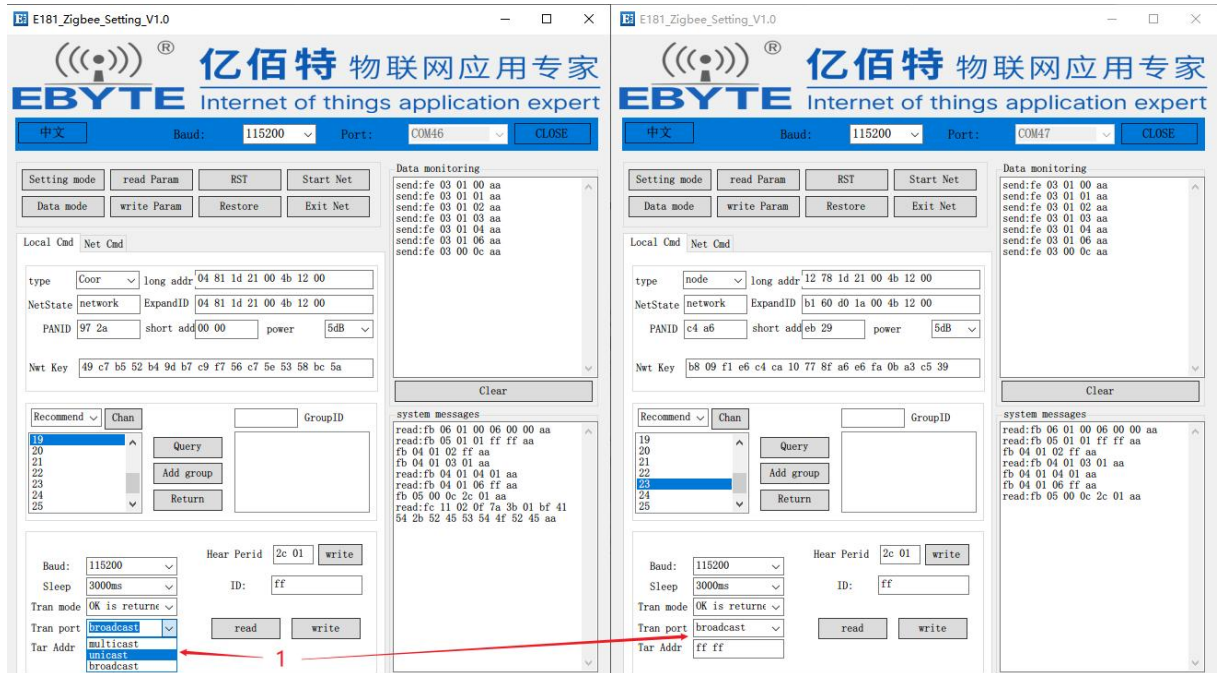 E181_Zigbee_Setting_V1.0
®
亿佰特 物联网应用专家
EBYTE Internet of things application expert
中文 Baud: 115200 Port: COM46 CLOSE
Setting mode read Param RST Start Net
Data mode write Param Restore Exit Net
Local Cmd Net Cmd
type Coor long addr 04 81 1d 21 00 4b 12 00
NetState network ExpandID 04 81 1d 21 00 4b 12 00
PANID 97 2a short add 00 00 power 5dB
Nwt Key 49 c7 b5 52 b4 9d b7 c9 f7 56 c7 5e 53 58 bc 5a
Recommend Chan GroupID
19
20
21
22
23
24
25
Query
Add group
Return
Baud: 115200 Hear Perid 2c 01 write
Sleep 3000ms ID: ff
Tran mode OK is returne
Tran port broadcast read write
Tar Addr multicast
unicast
broadcast
1
Data monitoring
send:fe 03 01 00 aa
send:fe 03 01 01 aa
send:fe 03 01 02 aa
send:fe 03 01 03 aa
send:fe 03 01 04 aa
send:fe 03 01 06 aa
send:fe 03 00 0c aa
Clear
system messages
read:fb 06 01 00 06 00 00 aa
read:fb 05 01 01 ff ff aa
fb 04 01 02 ff aa
fb 04 01 03 01 aa
read:fb 04 01 04 01 aa
read:fb 04 01 06 ff aa
fb 05 00 0c 2c 01 aa
read:fc 11 02 0f 7a 3b 01 bf 41
54 2b 52 45 53 54 4f 52 45 aa
E181_Zigbee_Setting_V1.0
®
亿佰特 物联网应用专家
EBYTE Internet of things application expert
中文 Baud: 115200 Port: COM47 CLOSE
Setting mode read Param RST Start Net
Data mode write Param Restore Exit Net
Local Cmd Net Cmd
type node long addr 12 78 1d 21 00 4b 12 00
NetState network ExpandID b1 60 d0 1a 00 4b 12 00
PANID c4 a6 short add eb 29 power 5dB
Nwt Key b8 09 f1 e6 c4 ca 10 77 8f a6 e6 fa 0b a3 c5 39
Recommend Chan GroupID
19
20
21
22
23
24
25
Query
Add group
Return
Baud: 115200 Hear Perid 2c 01 write
Sleep 3000ms ID: ff
Tran mode OK is returne
Tran port broadcast read write
Tar Addr ff ff
Data monitoring
send:fe 03 01 00 aa
send:fe 03 01 01 aa
send:fe 03 01 02 aa
send:fe 03 01 03 aa
send:fe 03 01 04 aa
send:fe 03 01 06 aa
send:fe 03 00 0c aa
Clear
system messages
read:fb 06 01 00 06 00 00 aa
read:fb 05 01 01 ff ff aa
fb 04 01 02 ff aa
read:fb 04 01 03 01 aa
fb 04 01 04 01 aa
fb 04 01 06 ff aa
read:fb 05 00 0c 2c 01 aa